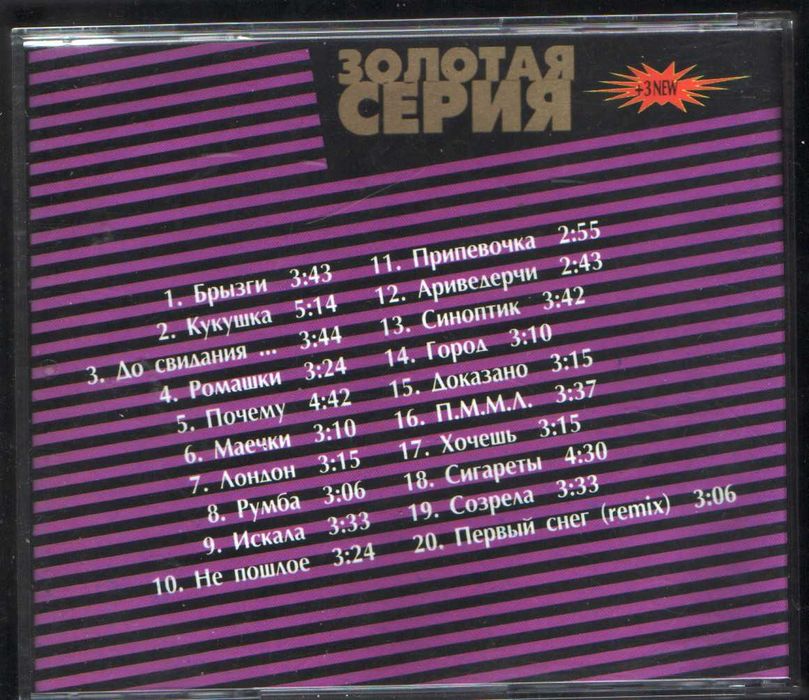 ЗОЛОТАЯ
СЕРИЯ
+3NEW
1. Брызги 3:43
2. Кукушка 5:14
3. До свидания ... 3:44
4. Ромашки 3:24
5. Почему 4:42
6. Маечки 3:10
7. Лондон 3:15
8. Румба 3:06
9. Искала 3:33
10. Не пошлое 3:24
11. Припевочка 2:55
12. Ариведерчи 2:43
13. Синоптик 3:42
14. Город 3:10
15. Доказано 3:15
16. П.М.М.Л. 3:37
17. Хочешь 3:15
18. Сигареты 4:30
19. Созрела 3:33
20. Первый снег (remix) 3:06